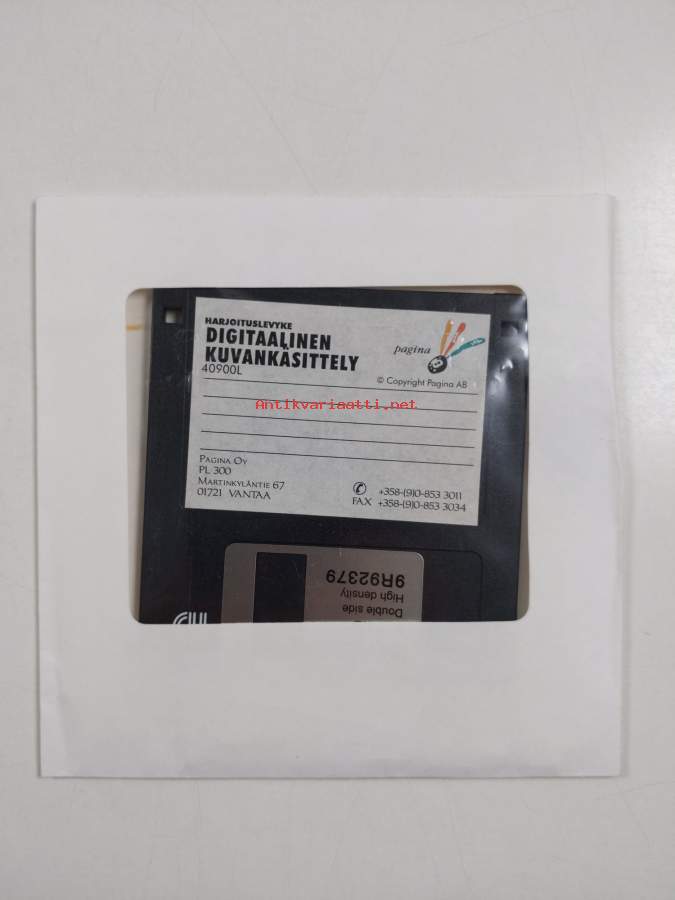 HARJOITUSLEVYKE
DIGITAALINEN
KUVANKÄSITTELY
40900L
pagina
© Copyright Pagina AB
Antikvariaatti.net
PAGINA OY
PL 300
MARTINKYLÄNTIE 67
01721 VANTAA
✆ +358-(9)0-853 3011
FAX +358-(9)0-853 3034
Double side
High density
9R92379